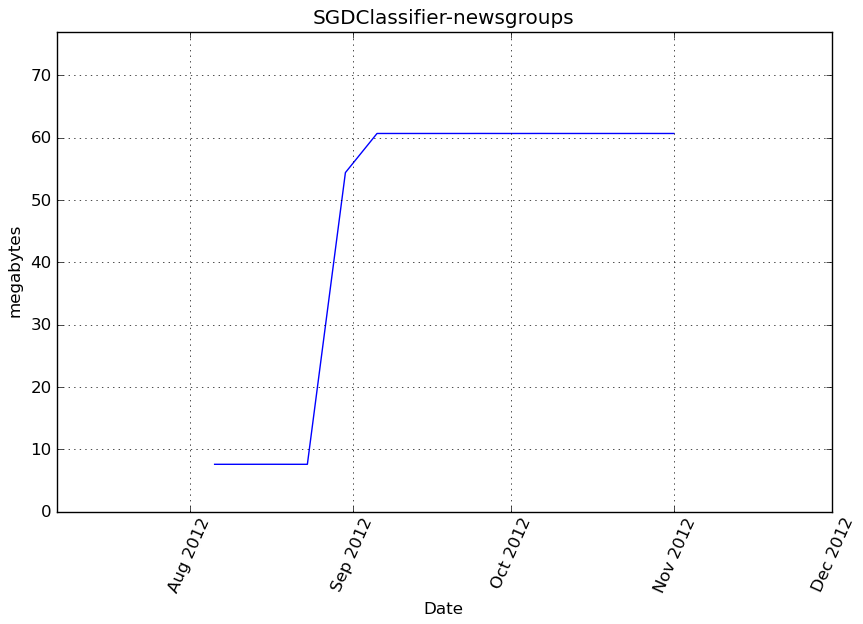 SGDClassifier-newsgroups
70
60
50
40
30
20
10
0
megabytes
Aug 2012
Sep 2012
Oct 2012
Nov 2012
Dec 2012
Date